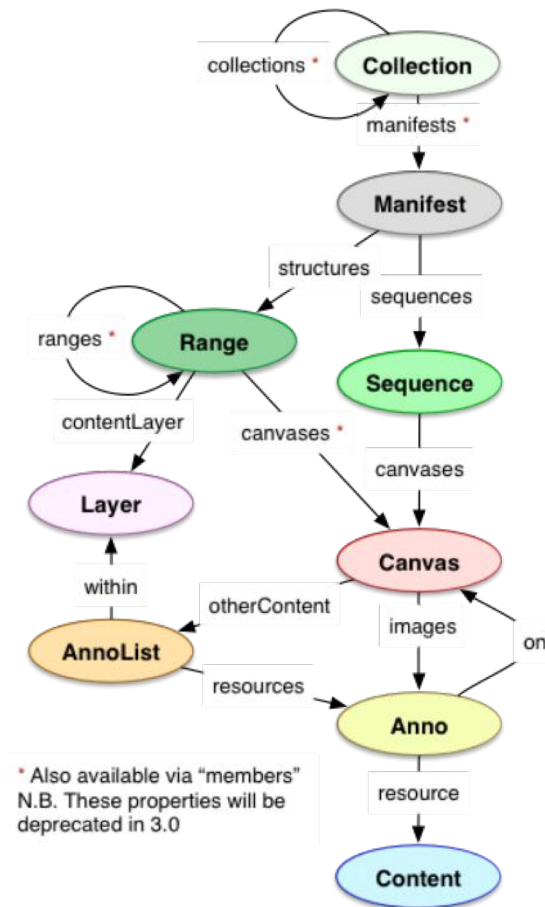 Collection
collections *
manifests *
Manifest
structures
sequences
ranges *
Range
Sequence
contentLayer
canvases *
canvases
Layer
Canvas
within
otherContent
images
on
AnnoList
resources
Anno
* Also available via “members”
N.B. These properties will be
deprecated in 3.0
resource
Content